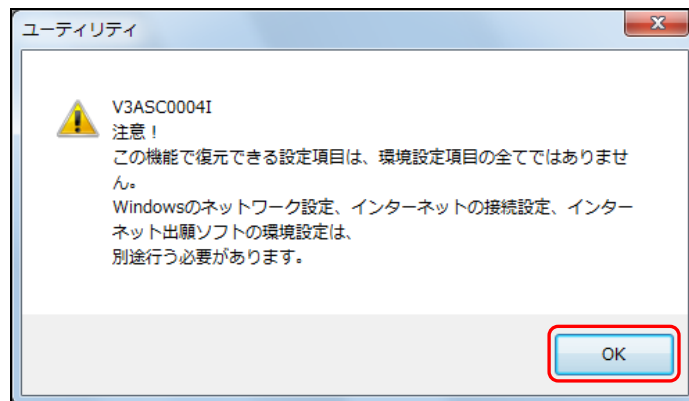 ユーティリティ
V3ASC0004I
注意！
この機能で復元できる設定項目は、環境設定項目の全てではありませ
ん。
Windowsのネットワーク設定、インターネットの接続設定、インター
ネット出願ソフトの環境設定は、
別途行う必要があります。
OK